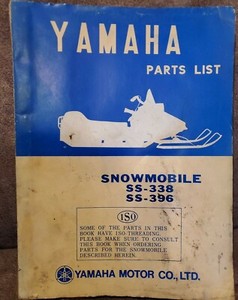 YAMAHA
PARTS LIST
SNOWMOBILE
SS-338
SS-396
ISO
SOME OF THE PARTS IN THIS
BOOK HAVE ISO-THREADING.
PLEASE MAKE SURE TO CONSULT
THIS BOOK WHEN ORDERING
PARTS FOR THE SNOWMOBILE
DESCRIBED HEREIN.
YAMAHA MOTOR CO., LTD.